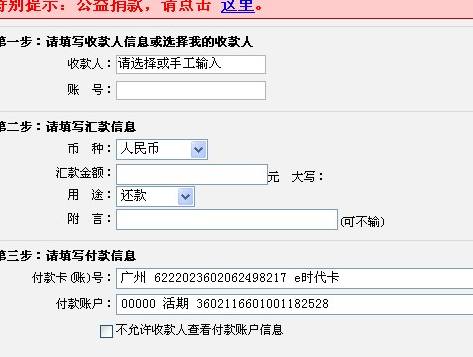 特别提示：公益捐款，请点击 这里。
第一步：请填写收款人信息或选择我的收款人
收款人： 请选择或手工输入
账 号：
第二步：请填写汇款信息
币 种： 人民币
汇款金额： 元 大写：
用 途： 还款
附 言： (可不输)
第三步：请填写付款信息
付款卡(账)号： 广州 6222023602062498217 e时代卡
付款账户： 00000 活期 3602116601001182528
不允许收款人查看付款账户信息